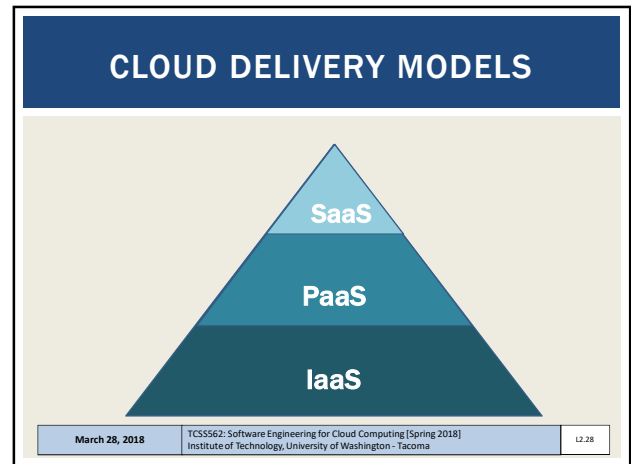 CLOUD DELIVERY MODELS
SaaS
PaaS
IaaS
March 28, 2018
TCSS562: Software Engineering for Cloud Computing [Spring 2018]
Institute of Technology, University of Washington - Tacoma
L2.28